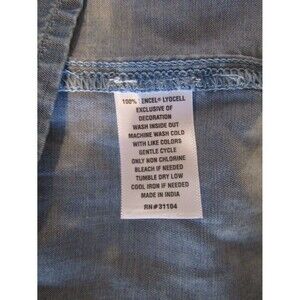 100% TENCEL® LYOCELL
EXCLUSIVE OF
DECORATION
WASH INSIDE OUT
MACHINE WASH COLD
WITH LIKE COLORS
GENTLE CYCLE
ONLY NON CHLORINE
BLEACH IF NEEDED
TUMBLE DRY LOW
COOL IRON IF NEEDED
MADE IN INDIA
RN#31104